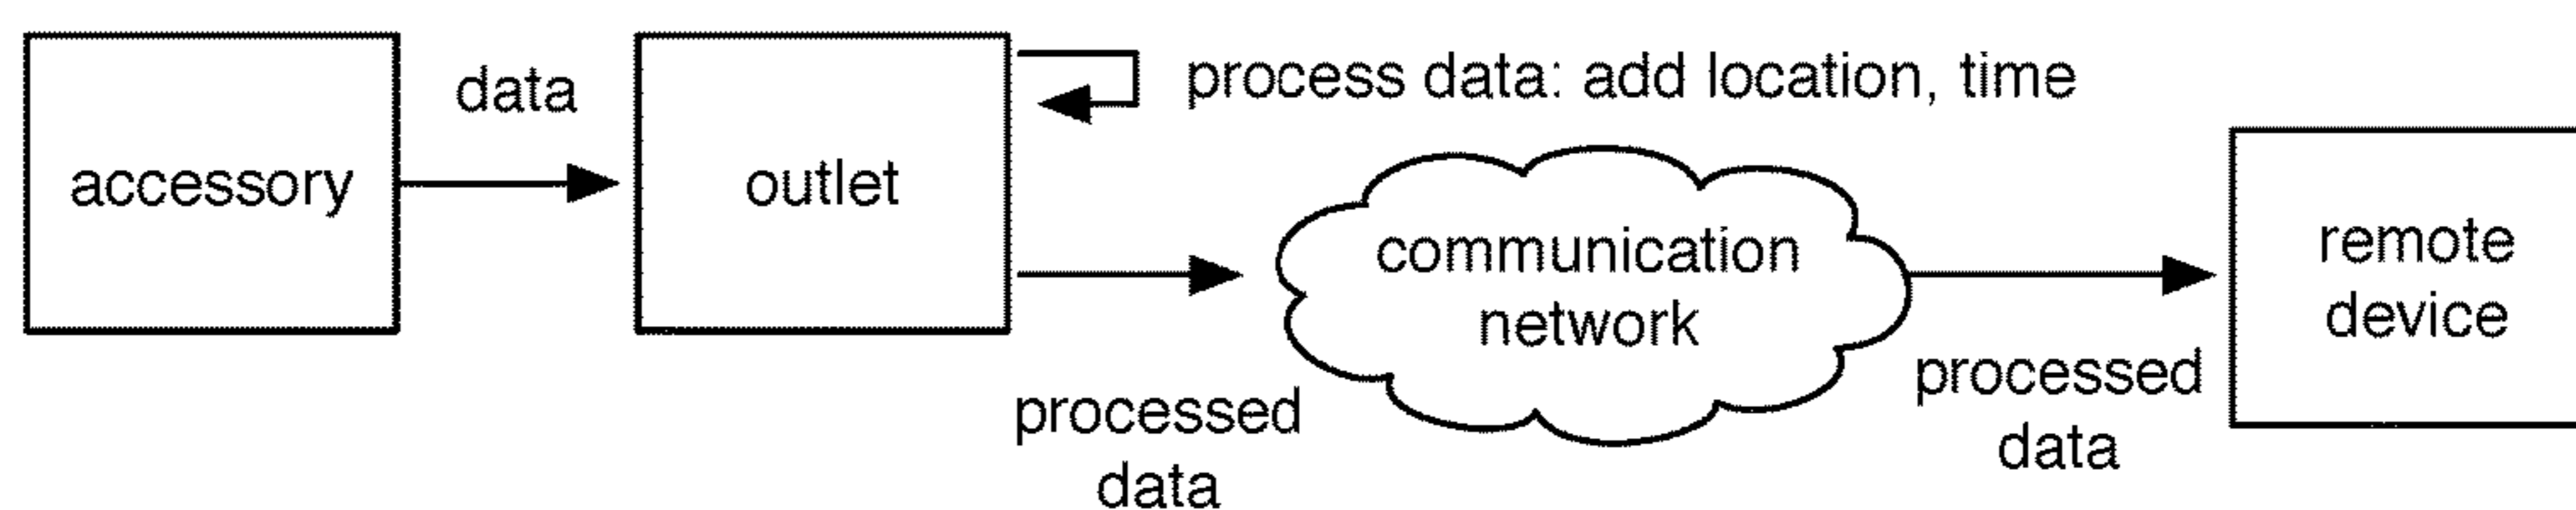 accessory
data
outlet
process data: add location, time
processed
data
communication
network
processed
data
remote
device